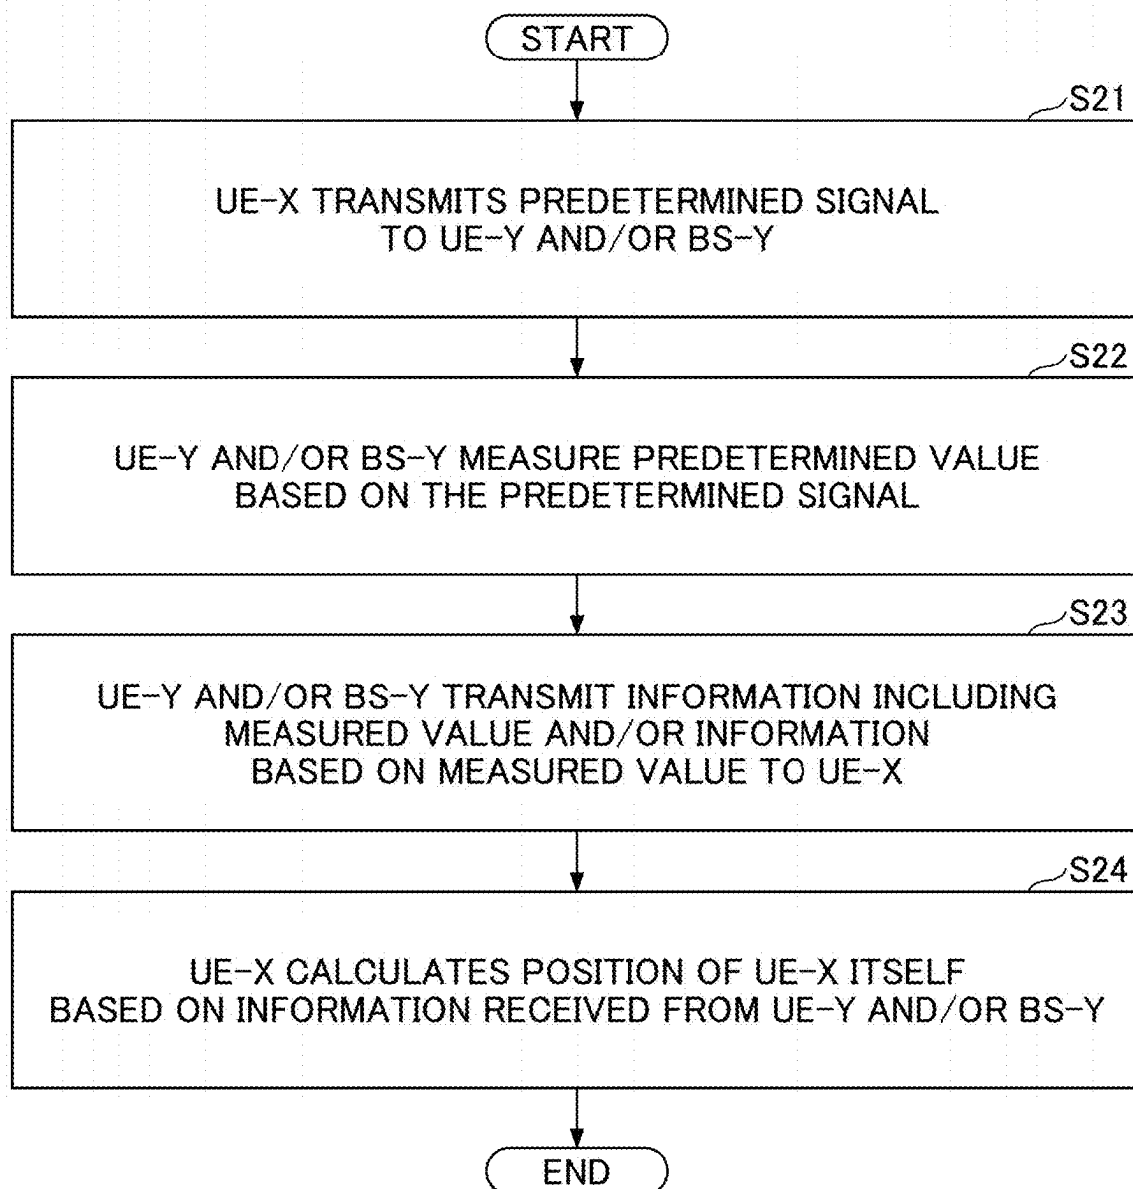 START
S21
UE-X TRANSMITS PREDETERMINED SIGNAL
TO UE-Y AND/OR BS-Y
S22
UE-Y AND/OR BS-Y MEASURE PREDETERMINED VALUE
BASED ON THE PREDETERMINED SIGNAL
S23
UE-Y AND/OR BS-Y TRANSMIT INFORMATION INCLUDING
MEASURED VALUE AND/OR INFORMATION
BASED ON MEASURED VALUE TO UE-X
S24
UE-X CALCULATES POSITION OF UE-X ITSELF
BASED ON INFORMATION RECEIVED FROM UE-Y AND/OR BS-Y
END